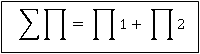 ∑∏ = ∏1 + ∏2